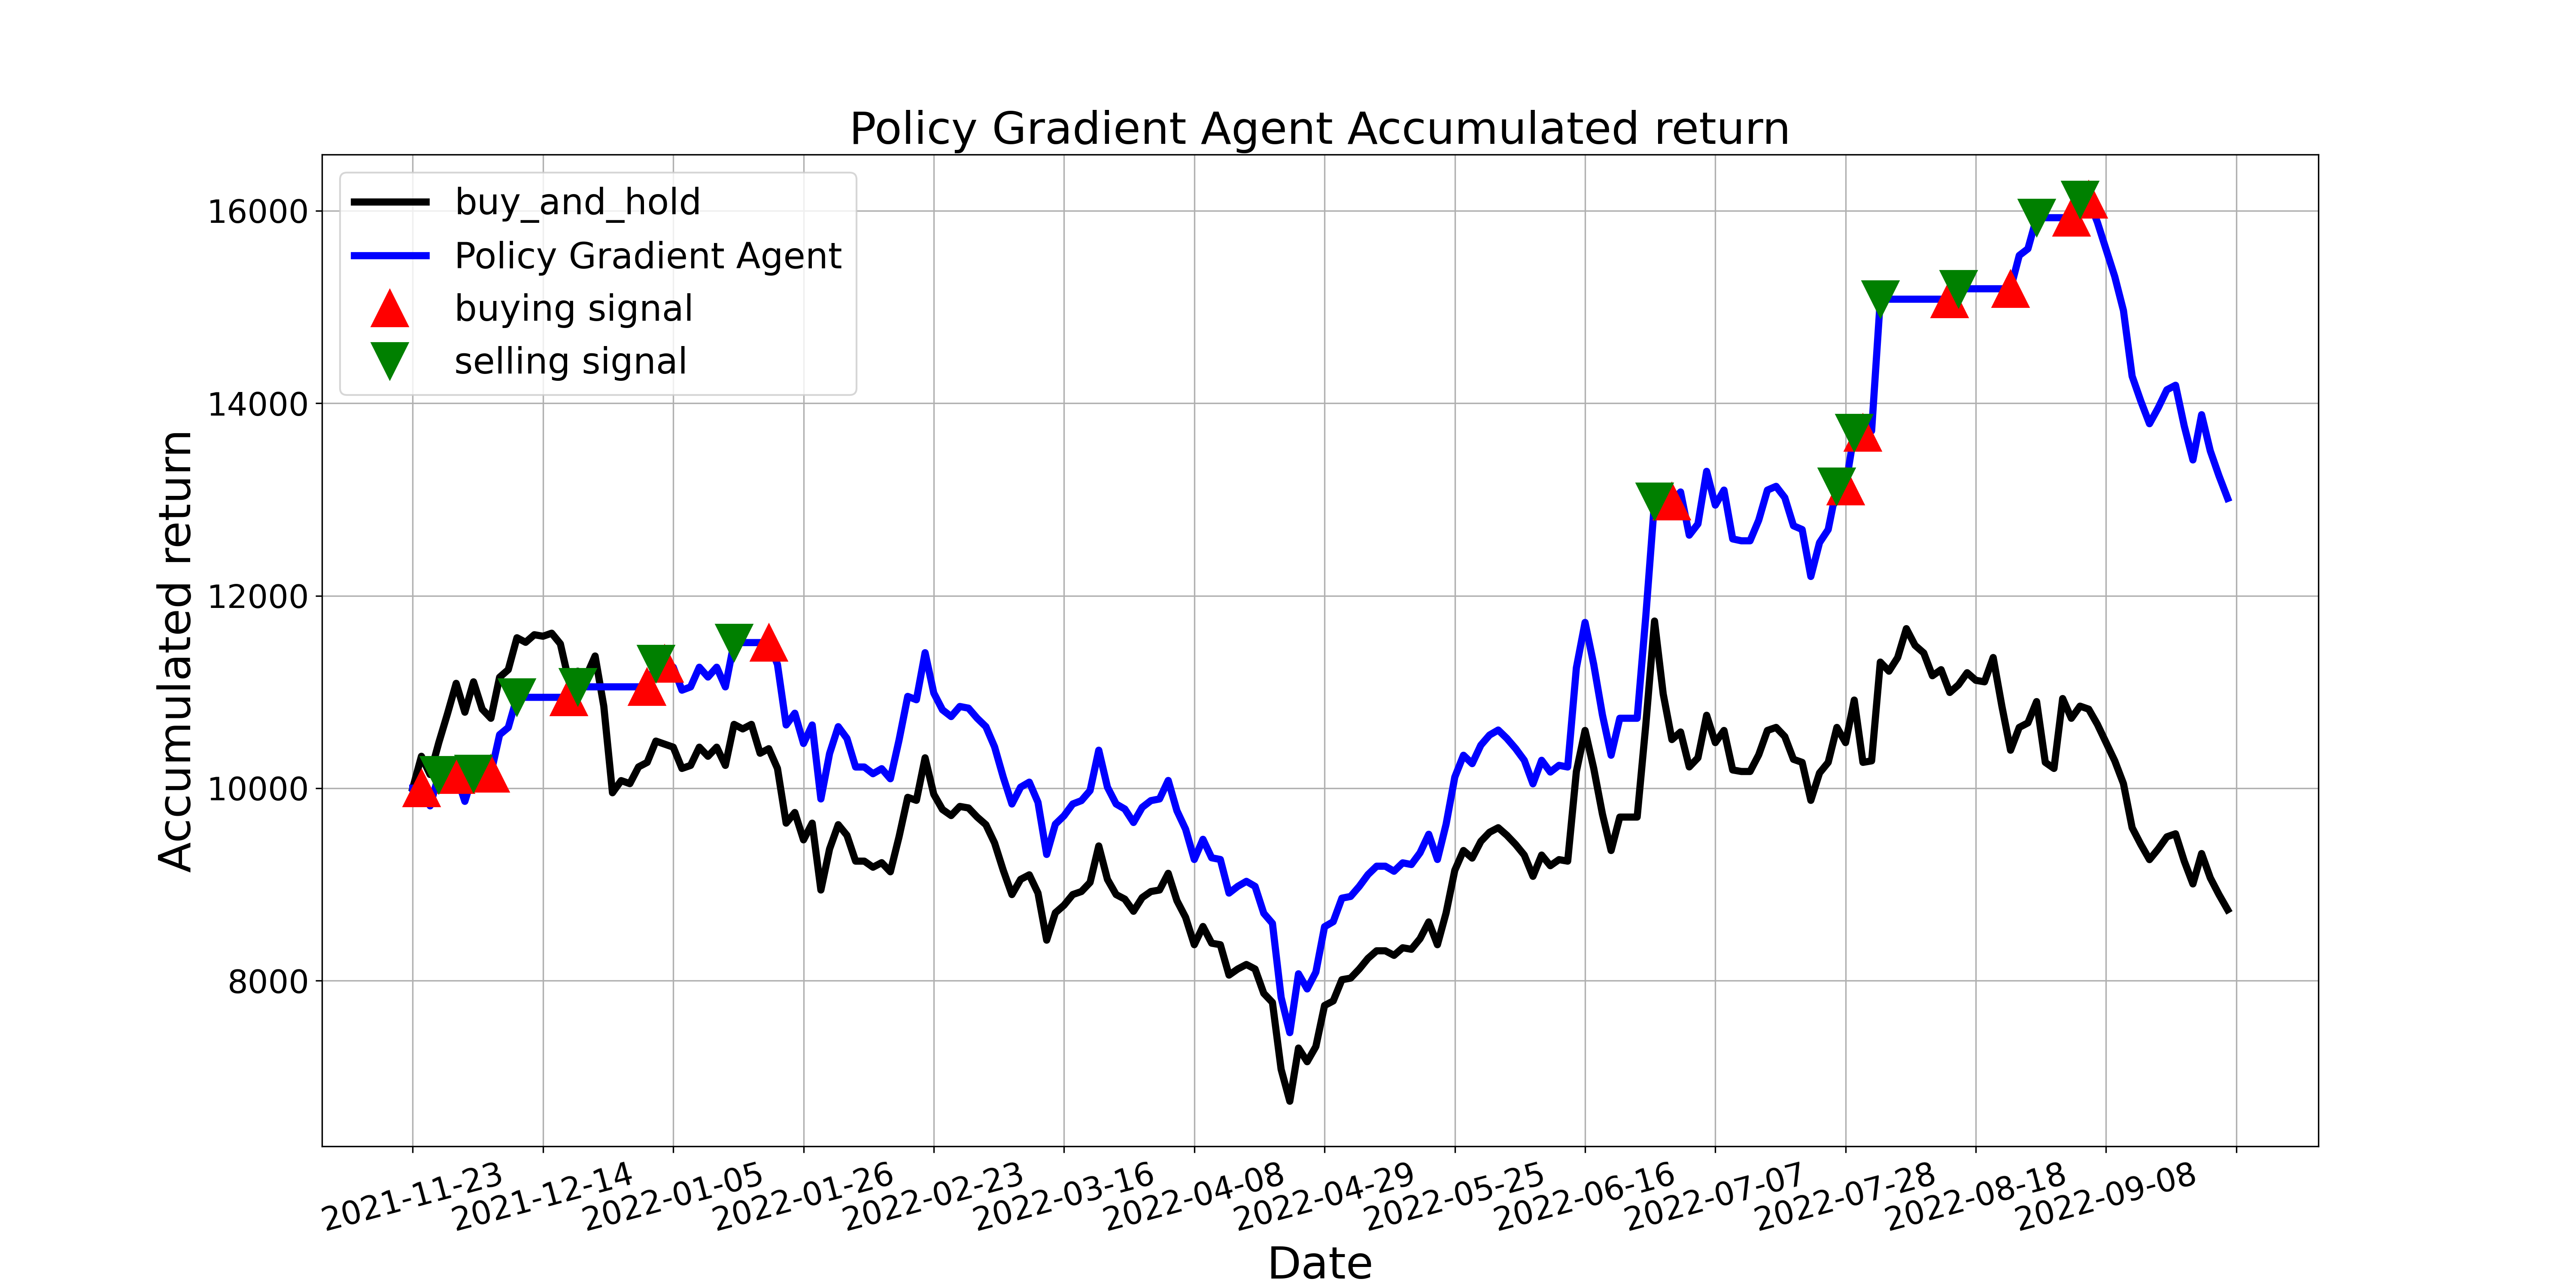 Policy Gradient Agent Accumulated return
buy_and_hold
Policy Gradient Agent
buying signal
selling signal
16000
14000
12000
10000
8000
Accumulated return
2021-11-23
2021-12-14
2022-01-05
2022-01-26
2022-02-23
2022-03-16
2022-04-08
2022-04-29
2022-05-25
2022-06-16
2022-07-07
2022-07-28
2022-08-18
2022-09-08
Date